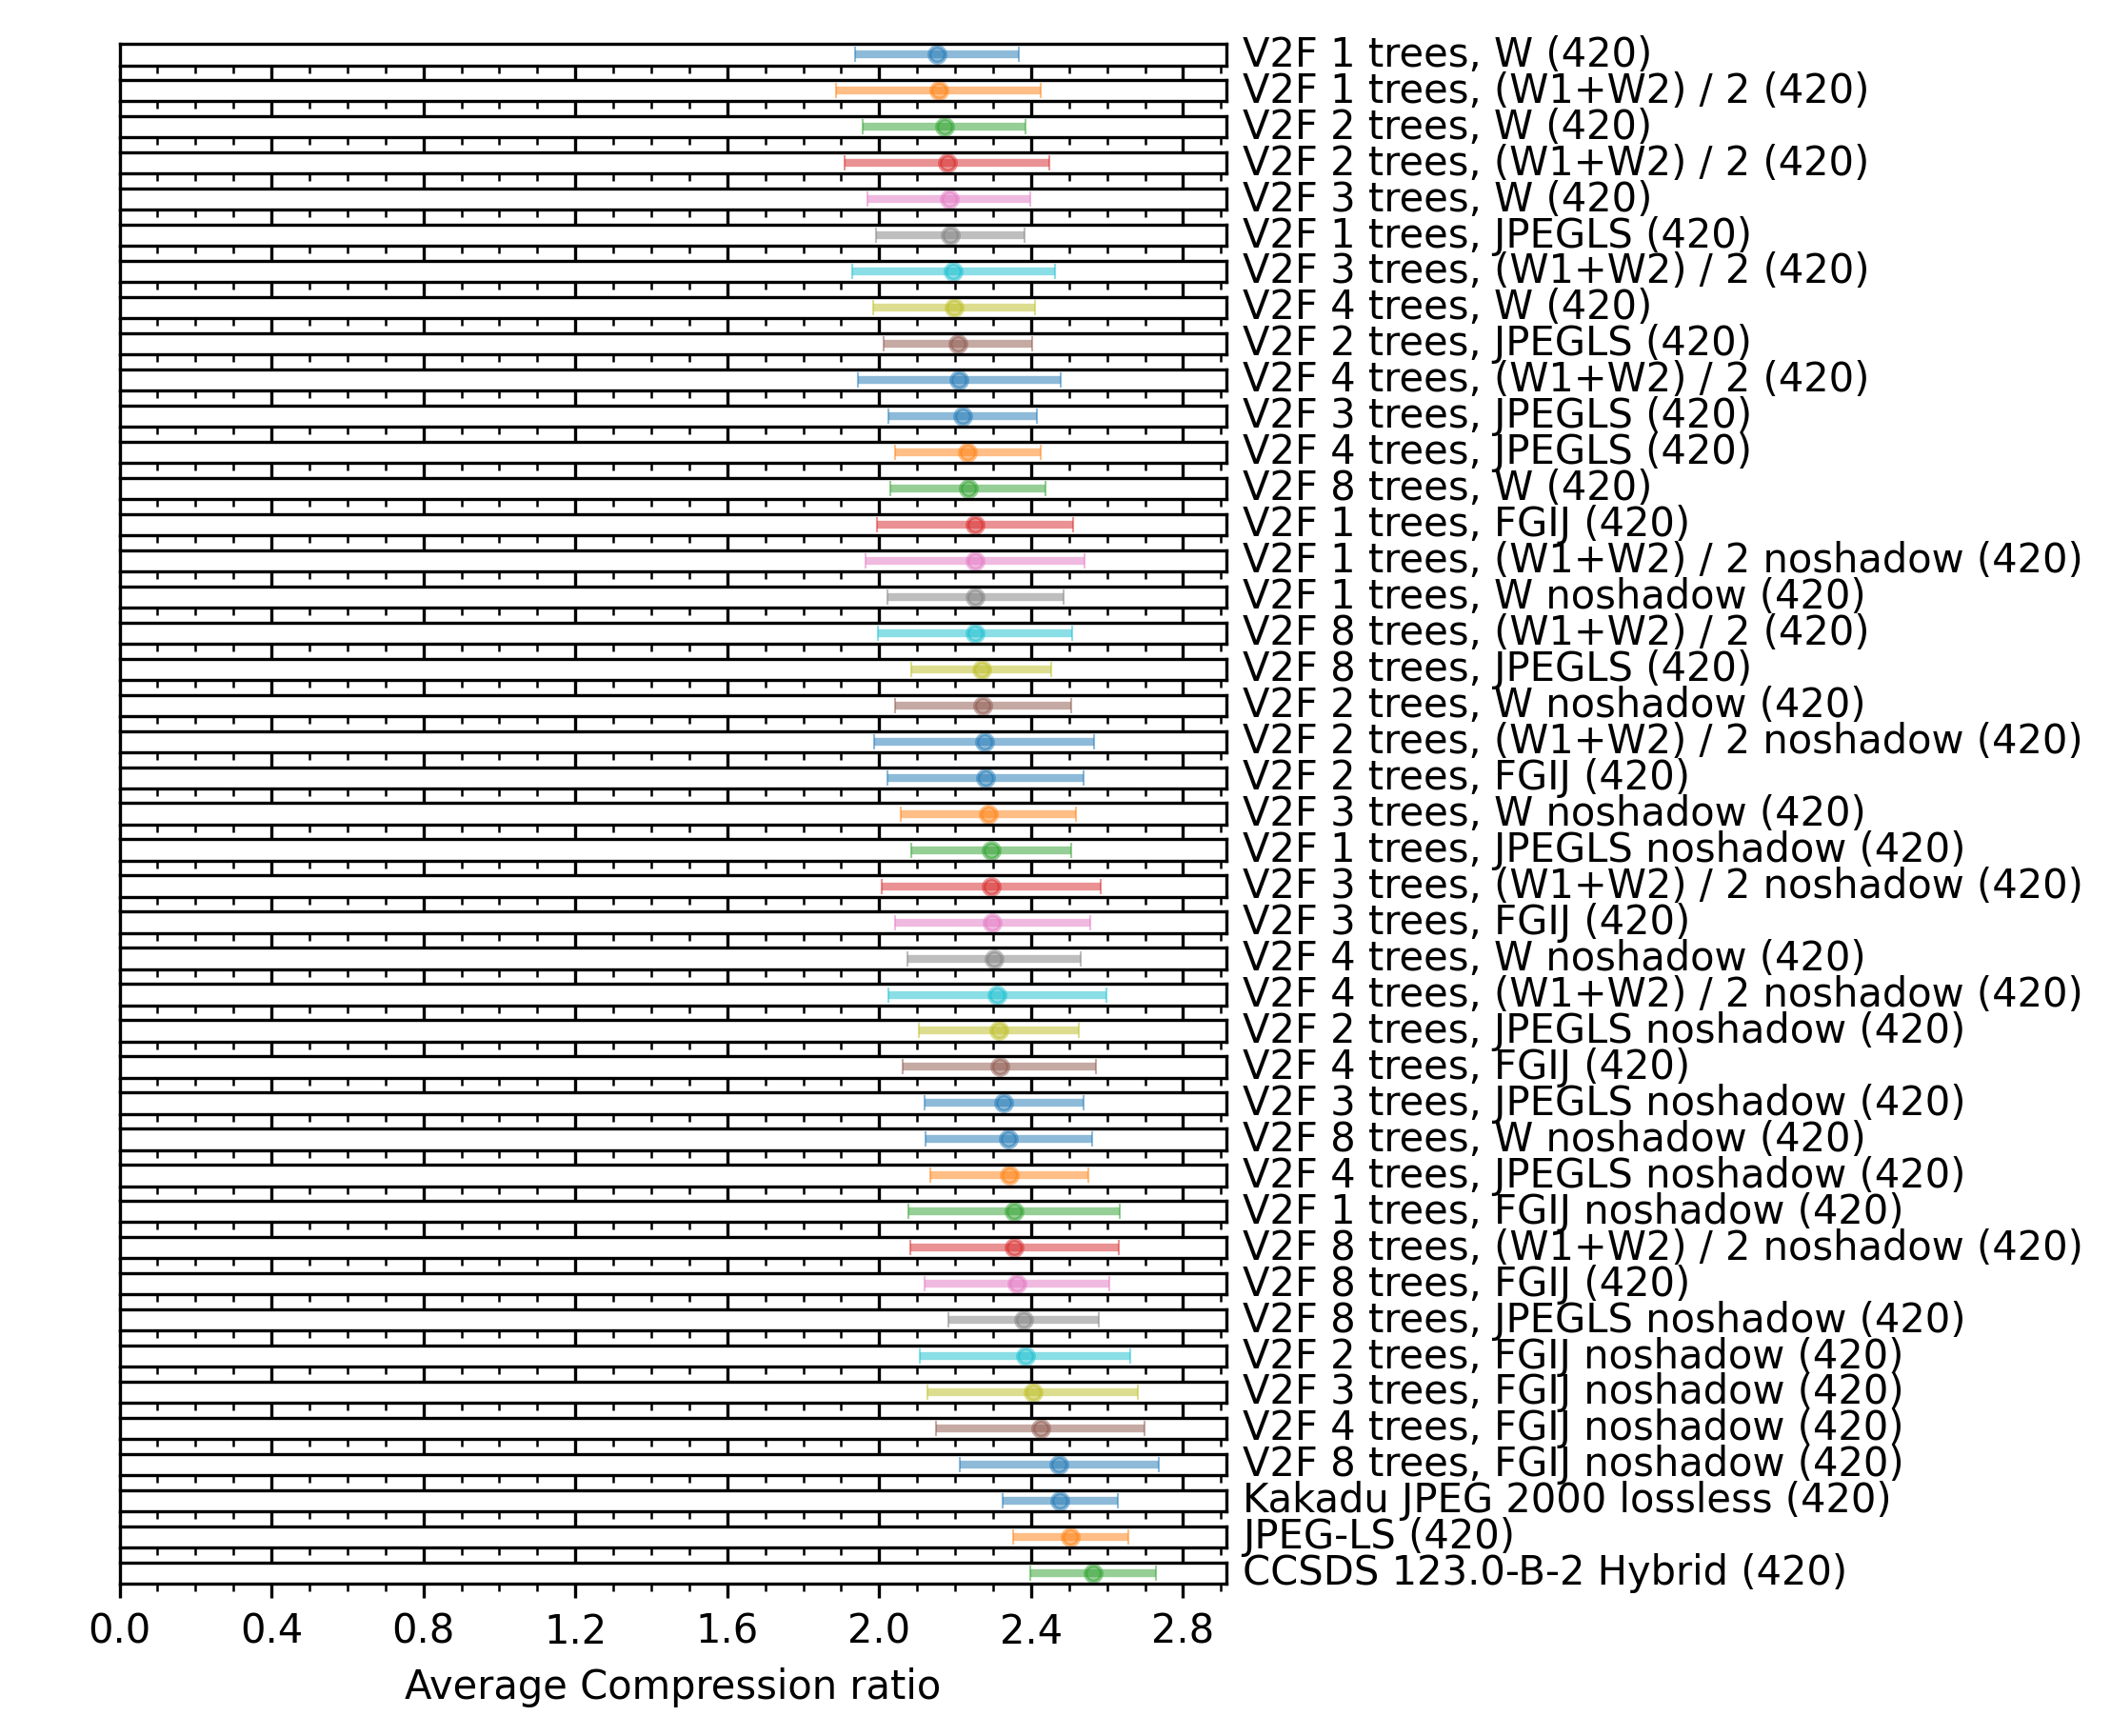 V2F 1 trees, W (420)
V2F 1 trees, (W1+W2) / 2 (420)
V2F 2 trees, W (420)
V2F 2 trees, (W1+W2) / 2 (420)
V2F 3 trees, W (420)
V2F 1 trees, JPEGLS (420)
V2F 3 trees, (W1+W2) / 2 (420)
V2F 4 trees, W (420)
V2F 2 trees, JPEGLS (420)
V2F 4 trees, (W1+W2) / 2 (420)
V2F 3 trees, JPEGLS (420)
V2F 4 trees, JPEGLS (420)
V2F 8 trees, W (420)
V2F 1 trees, FGIJ (420)
V2F 1 trees, (W1+W2) / 2 noshadow (420)
V2F 1 trees, W noshadow (420)
V2F 8 trees, (W1+W2) / 2 (420)
V2F 8 trees, JPEGLS (420)
V2F 2 trees, W noshadow (420)
V2F 2 trees, (W1+W2) / 2 noshadow (420)
V2F 2 trees, FGIJ (420)
V2F 3 trees, W noshadow (420)
V2F 1 trees, JPEGLS noshadow (420)
V2F 3 trees, (W1+W2) / 2 noshadow (420)
V2F 3 trees, FGIJ (420)
V2F 4 trees, W noshadow (420)
V2F 4 trees, (W1+W2) / 2 noshadow (420)
V2F 2 trees, JPEGLS noshadow (420)
V2F 4 trees, FGIJ (420)
V2F 3 trees, JPEGLS noshadow (420)
V2F 8 trees, W noshadow (420)
V2F 4 trees, JPEGLS noshadow (420)
V2F 1 trees, FGIJ noshadow (420)
V2F 8 trees, (W1+W2) / 2 noshadow (420)
V2F 8 trees, FGIJ (420)
V2F 8 trees, JPEGLS noshadow (420)
V2F 2 trees, FGIJ noshadow (420)
V2F 3 trees, FGIJ noshadow (420)
V2F 4 trees, FGIJ noshadow (420)
V2F 8 trees, FGIJ noshadow (420)
Kakadu JPEG 2000 lossless (420)
JPEG-LS (420)
CCSDS 123.0-B-2 Hybrid (420)
0.0 0.4 0.8 1.2 1.6 2.0 2.4 2.8
Average Compression ratio